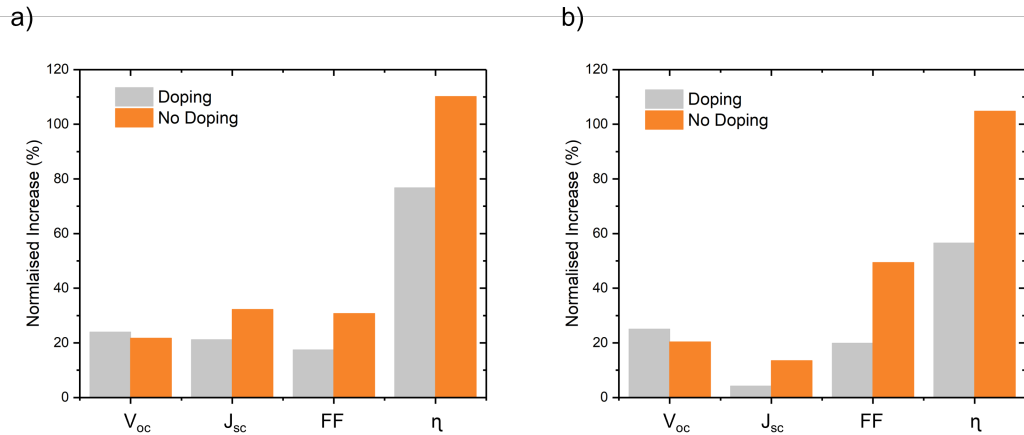 a)
Normlaised Increase (%)
120
100
80
60
40
20
0
Doping
No Doping
Voc
Jsc
FF
η
b)
Normalised Increase (%)
120
100
80
60
40
20
0
Doping
No Doping
Voc
Jsc
FF
η